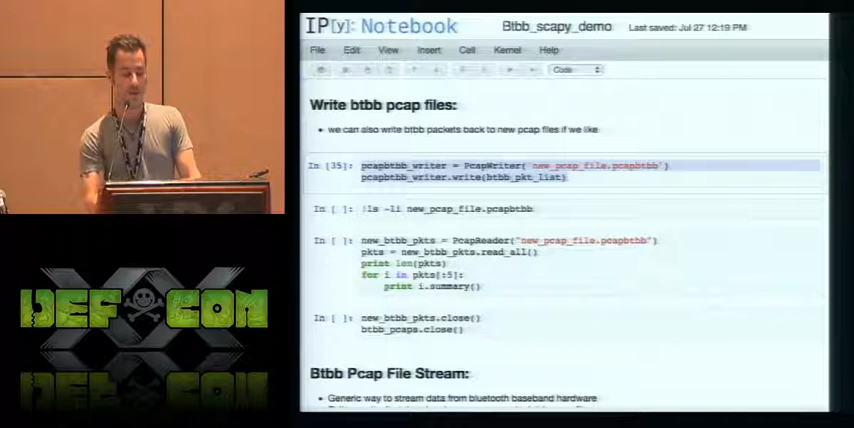 IP[y]: Notebook
Btbb_scapy_demo
Last saved: Jul 27 12:19 PM
File Edit View Insert Cell Kernel Help
Code
Write btbb pcap files:
• we can also write btbb packets back to new pcap files if we like
In [35]: pcapbtbb_writer = PcapWriter('new_pcap_file.pcapbtbb')
pcapbtbb_writer.write(btbb_pkt_list)
In [ ]: !ls -li new_pcap_file.pcapbtbb
In [ ]: new_btbb_pkts = PcapReader("new_pcap_file.pcapbtbb")
pkts = new_btbb_pkts.read_all()
print len(pkts)
for i in pkts[:5]:
print i.summary()
In [ ]: new_btbb_pkts.close()
btbb_pcaps.close()
Btbb Pcap File Stream:
• Generic way to stream data from bluetooth baseband hardware
DEF CON
XX